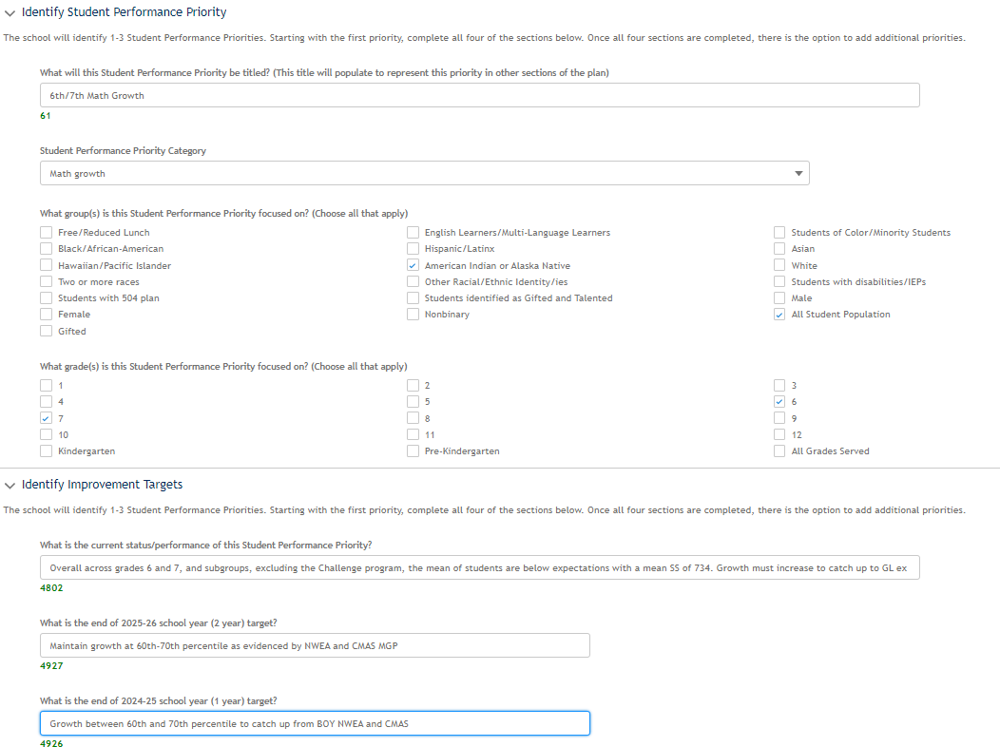 Identify Student Performance Priority
The school will identify 1-3 Student Performance Priorities. Starting with the first priority, complete all four of the sections below. Once all four sections are completed, there is the option to add additional priorities.
What will this Student Performance Priority be titled? (This title will populate to represent this priority in other sections of the plan)
6th/7th Math Growth
61
Student Performance Priority Category
Math growth
What group(s) is this Student Performance Priority focused on? (Choose all that apply)
Free/Reduced Lunch English Learners/Multi-Language Learners Students of Color/Minority Students
Black/African-American Hispanic/Latinx Asian
Hawaiian/Pacific Islander American Indian or Alaska Native White
Two or more races Other Racial/Ethnic Identity/ies Students with disabilities/IEPs
Students with 504 plan Students identified as Gifted and Talented Male
Female Nonbinary All Student Population
Gifted
What grade(s) is this Student Performance Priority focused on? (Choose all that apply)
1 2 3
4 5 6
7 8 9
10 11 12
Kindergarten Pre-Kindergarten All Grades Served
Identify Improvement Targets
The school will identify 1-3 Student Performance Priorities. Starting with the first priority, complete all four of the sections below. Once all four sections are completed, there is the option to add additional priorities.
What is the current status/performance of this Student Performance Priority?
Overall across grades 6 and 7, and subgroups, excluding the Challenge program, the mean of students are below expectations with a mean SS of 734. Growth must increase to catch up to GL ex
4802
What is the end of 2025-26 school year (2 year) target?
Maintain growth at 60th-70th percentile as evidenced by NWEA and CMAS MGP
4927
What is the end of 2024-25 school year (1 year) target?
Growth between 60th and 70th percentile to catch up from BOY NWEA and CMAS
4926